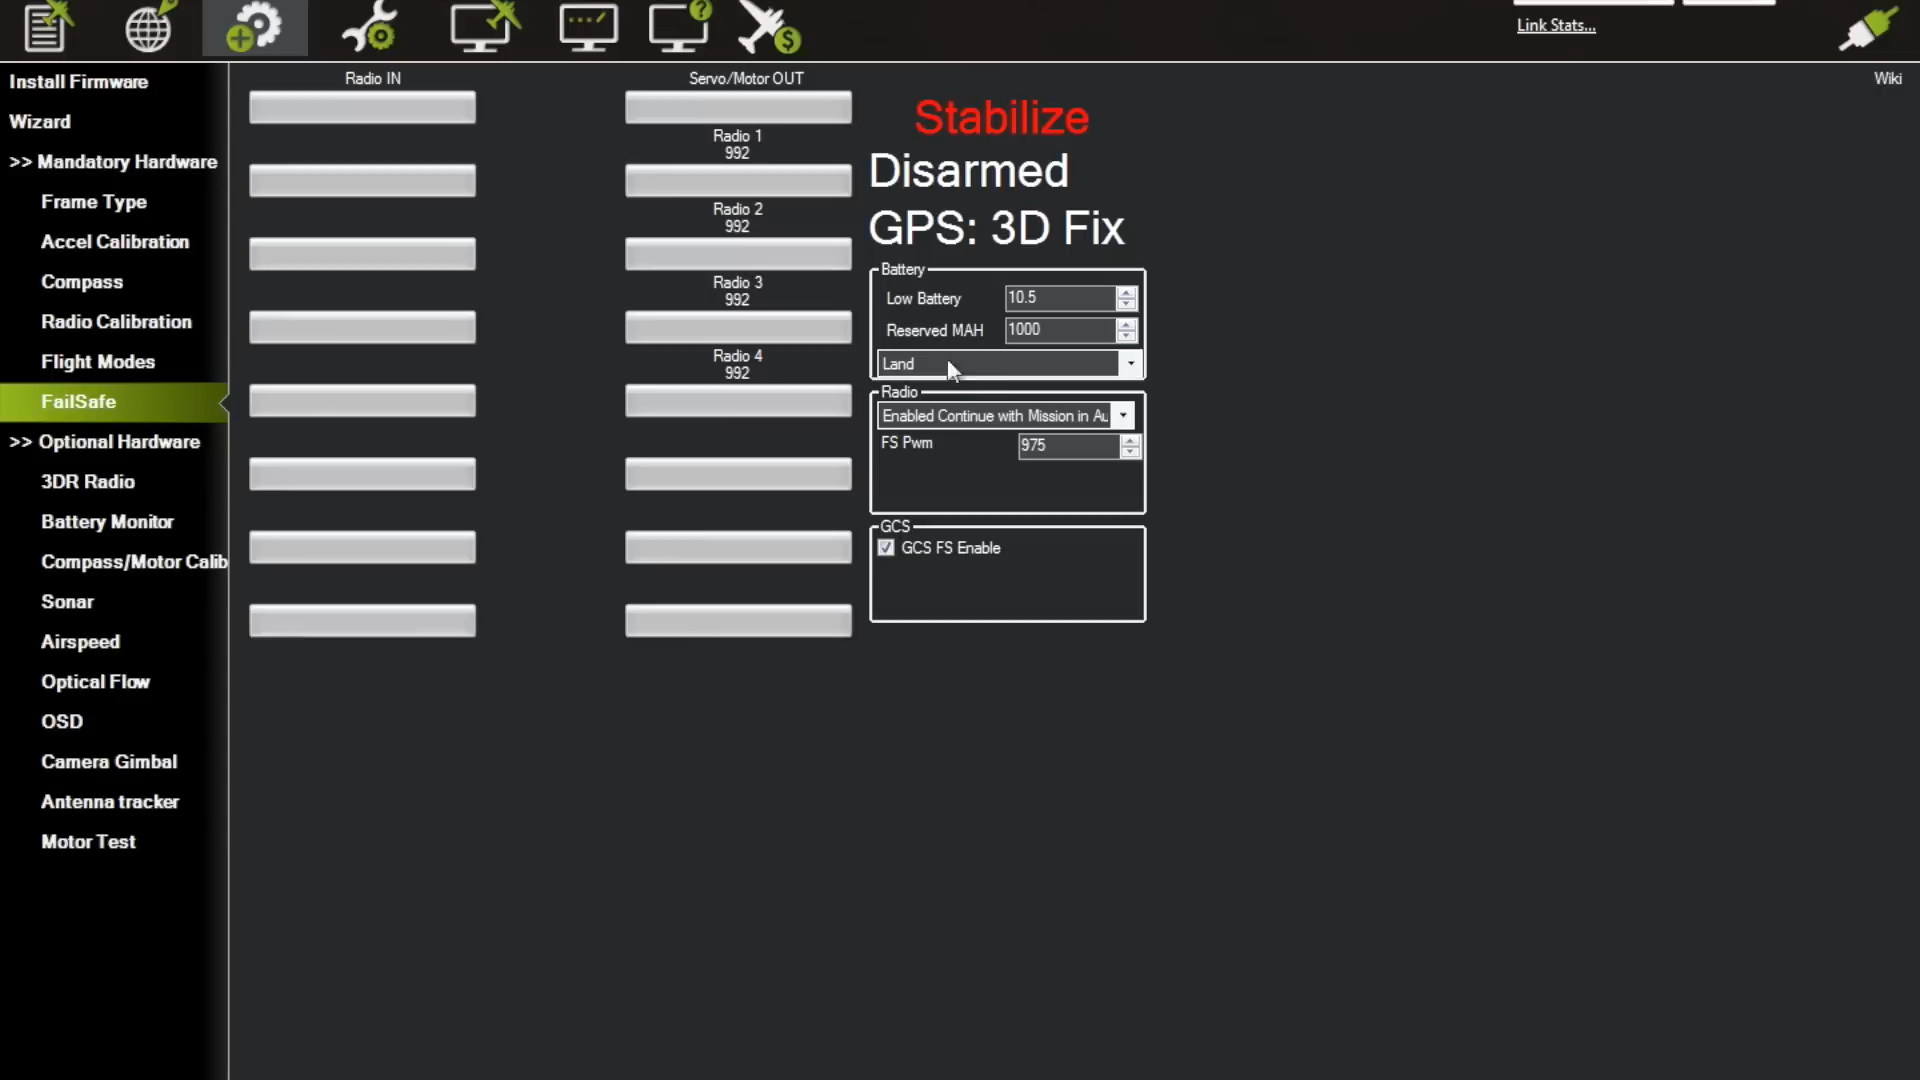 Link Stats...
Install Firmware
Wizard
>> Mandatory Hardware
Frame Type
Accel Calibration
Compass
Radio Calibration
Flight Modes
FailSafe
>> Optional Hardware
3DR Radio
Battery Monitor
Compass/Motor Calib
Sonar
Airspeed
Optical Flow
OSD
Camera Gimbal
Antenna tracker
Motor Test
Radio IN
Servo/Motor OUT
Radio 1
992
Radio 2
992
Radio 3
992
Radio 4
992
Stabilize
Disarmed
GPS: 3D Fix
Battery
Low Battery 10.5
Reserved MAH 1000
Land
Radio
Enabled Continue with Mission in Au
FS Pwm 975
GCS
GCS FS Enable
Wiki